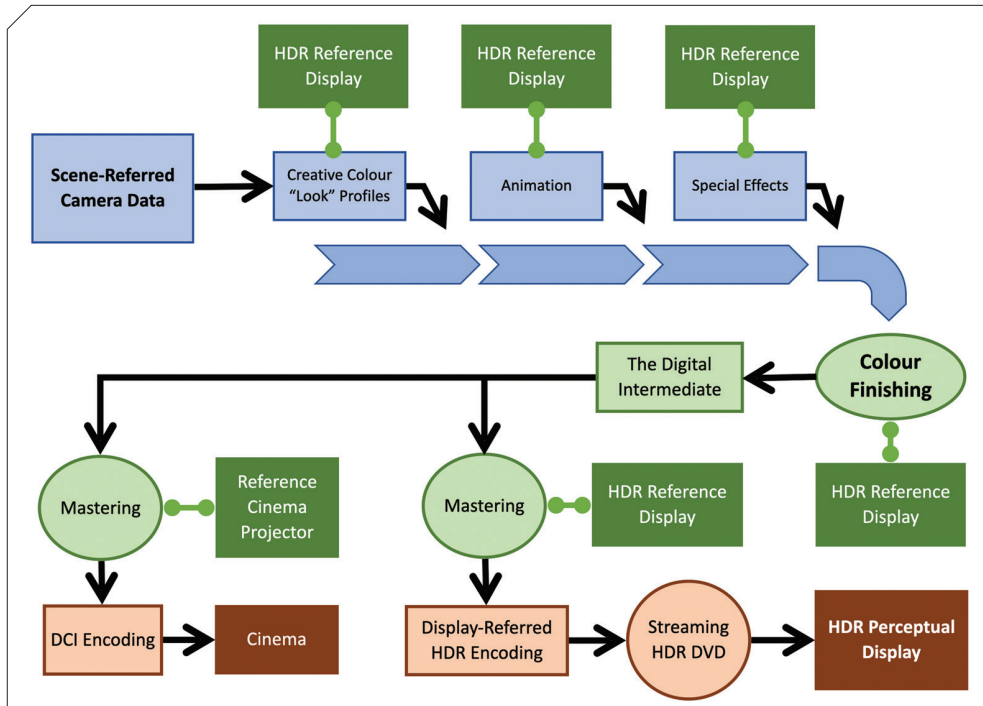 HDR Reference
Display
HDR Reference
Display
HDR Reference
Display
Scene-Referred
Camera Data
Creative Colour
“Look” Profiles
Animation
Special Effects
The Digital
Intermediate
Colour
Finishing
Mastering
Reference
Cinema
Projector
Mastering
HDR Reference
Display
HDR Reference
Display
DCI Encoding
Cinema
Display-Referred
HDR Encoding
Streaming
HDR DVD
HDR Perceptual
Display